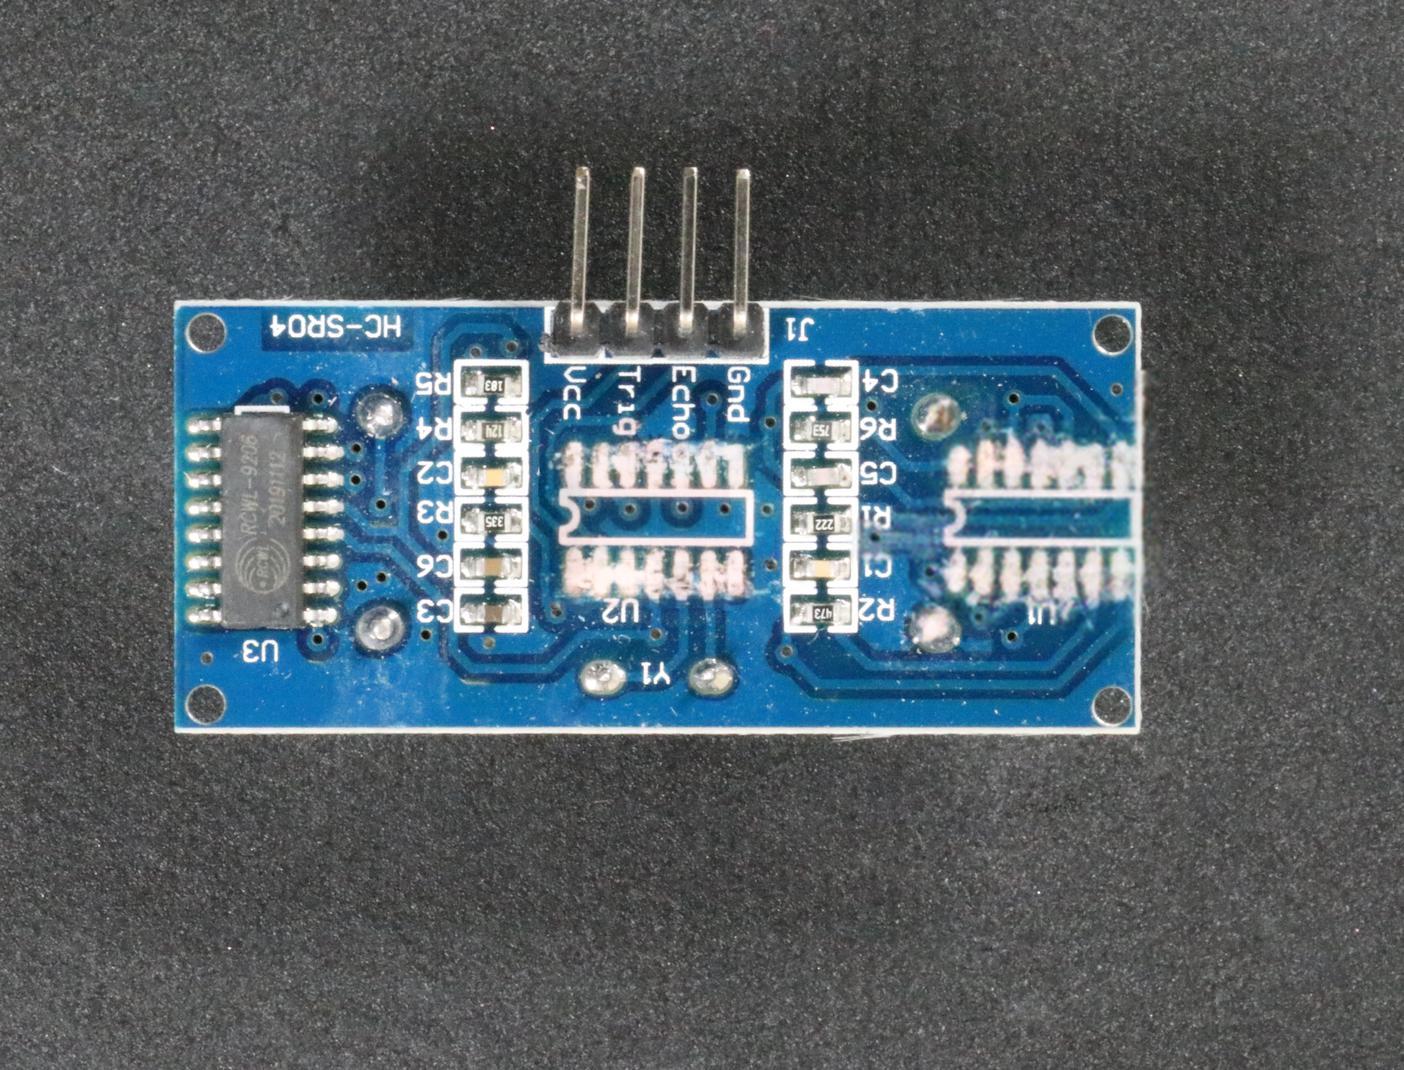 HC-SR04
J1
Vcc
Trig
Echo
Gnd
R5
183
R4
124
C2
R3
335
C6
C3
C4
R6
753
C5
R1
222
C1
R2
473
RCWL-9206
20191112
U3
U2
U1
Y1